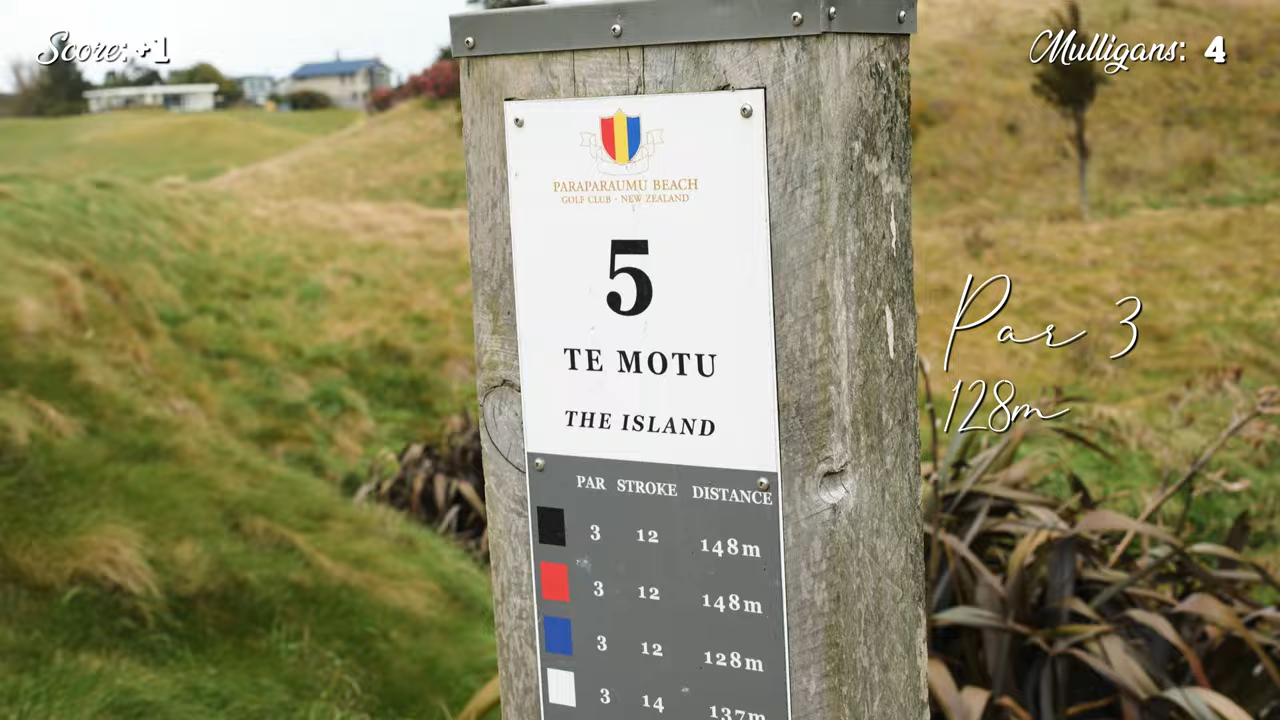 Score: +1
Mulligans: 4
PARAPARAUMU BEACH
GOLF CLUB · NEW ZEALAND
5
TE MOTU
THE ISLAND
Par 3
128m
PAR STROKE DISTANCE
3 12 148m
3 12 148m
3 12 128m
3 14 137m